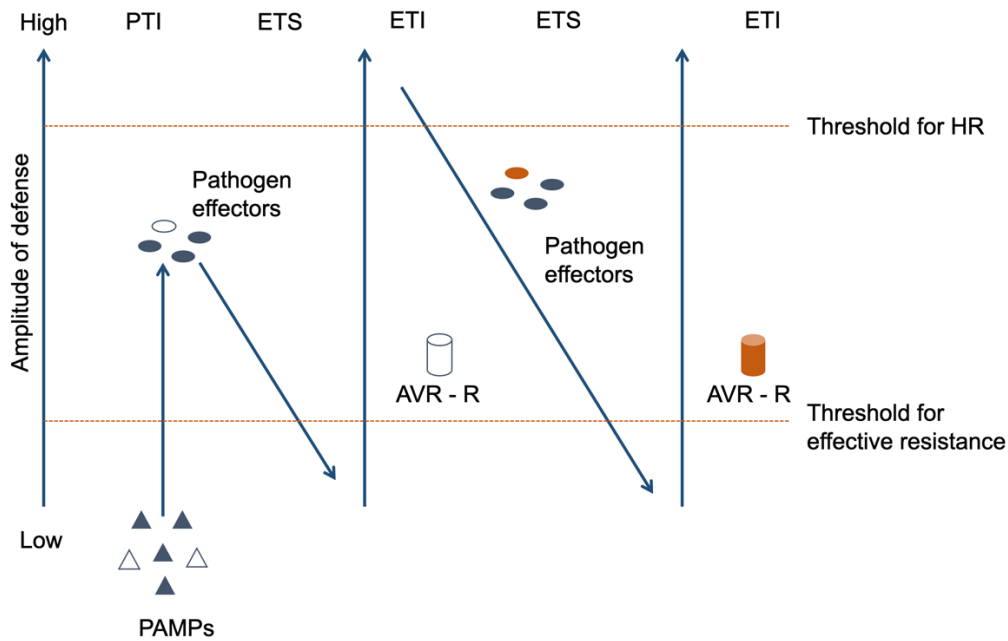 High
PTI
ETS
ETI
ETS
ETI
Threshold for HR
Amplitude of defense
Pathogen
effectors
Pathogen
effectors
AVR - R
AVR - R
Threshold for
effective resistance
Low
PAMPs